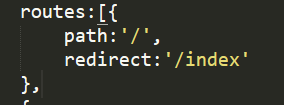 routes:[{
path:'/',
redirect:'/index'
},
{